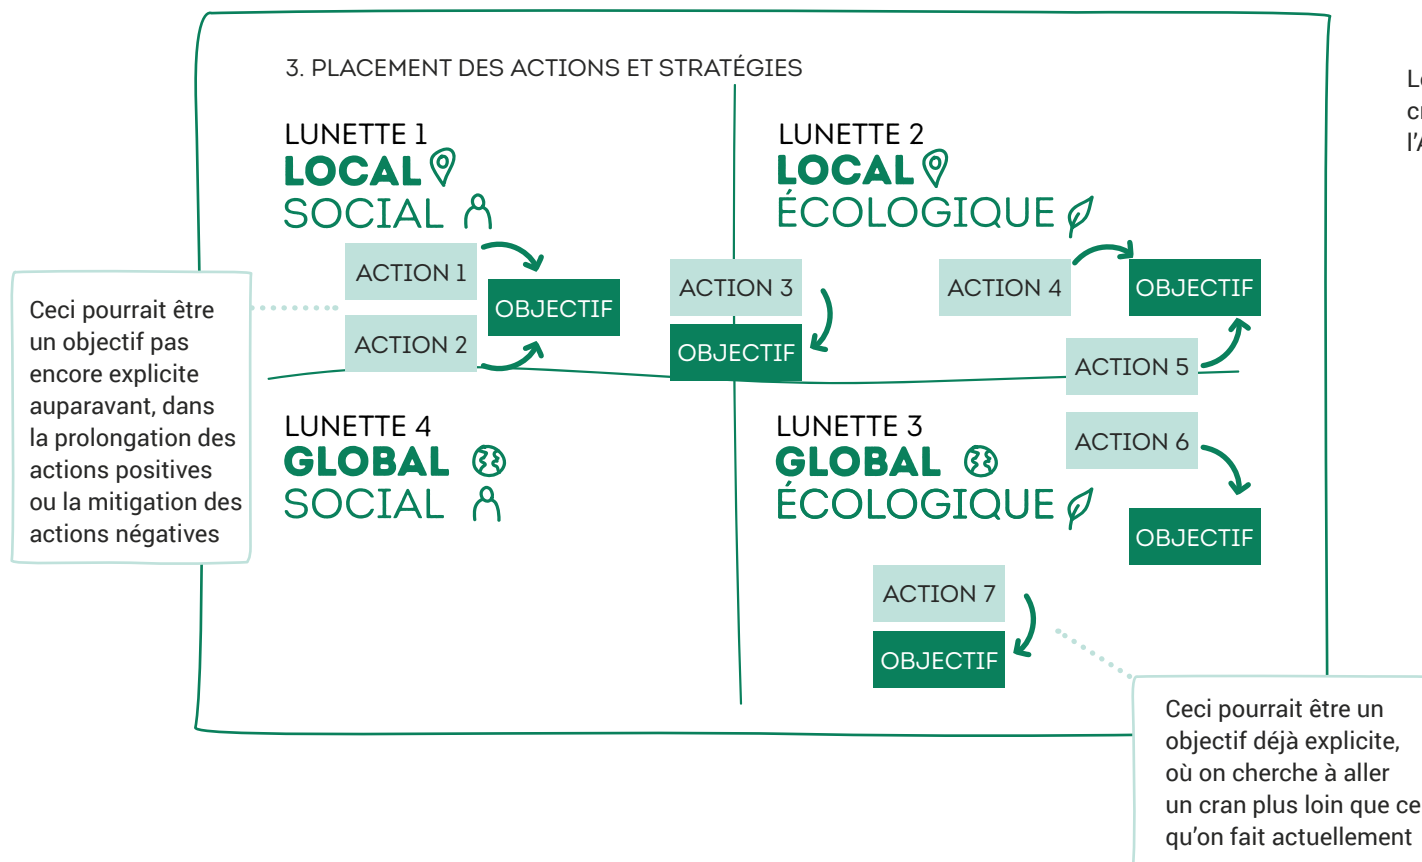 3. PLACEMENT DES ACTIONS ET STRATÉGIES
LUNETTE 1
LOCAL
SOCIAL
ACTION 1
ACTION 2
OBJECTIF
ACTION 3
OBJECTIF
LUNETTE 2
LOCAL
ÉCOLOGIQUE
ACTION 4
OBJECTIF
ACTION 5
Ceci pourrait être
un objectif pas
encore explicite
auparavant, dans
la prolongation des
actions positives
ou la mitigation des
actions négatives
LUNETTE 4
GLOBAL
SOCIAL
LUNETTE 3
GLOBAL
ÉCOLOGIQUE
ACTION 6
OBJECTIF
ACTION 7
OBJECTIF
Ceci pourrait être un
objectif déjà explicite,
où on cherche à aller
un cran plus loin que ce
qu'on fait actuellement